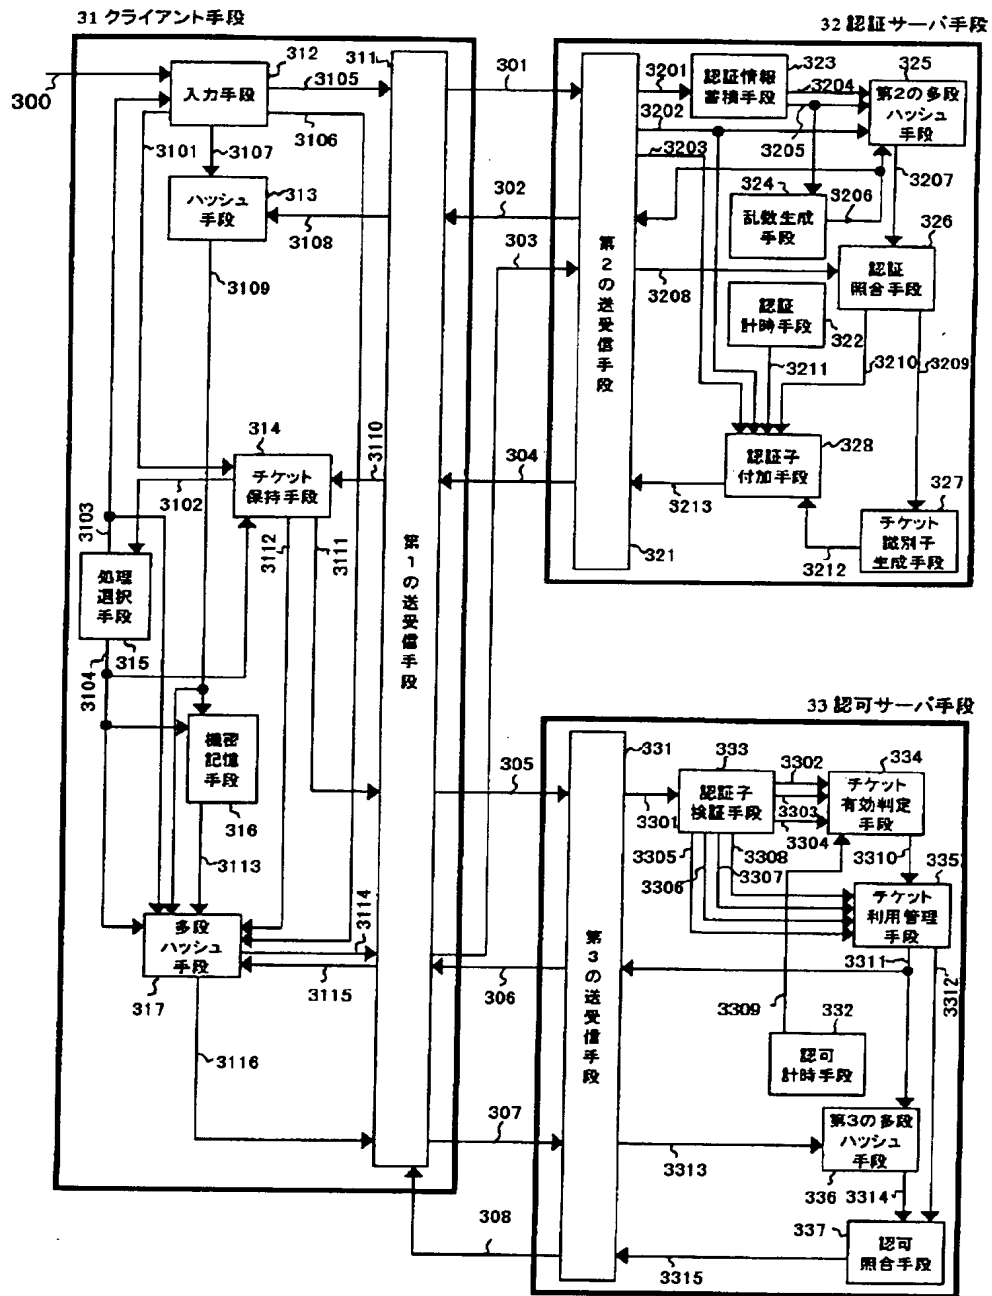 31 クライアント手段
300
312
入力手段
3105
3106
3101
3107
313
ハッシュ
手段
3108
3109
311
第1の送受信手段
314
チケット
保持手段
3110
3102
3103
3112
3111
処理
選択
手段
315
3104
機密
記憶
手段
316
3113
3114
多段
ハッシュ
手段
317
3115
3116
301
302
303
304
305
306
307
308
32 認証サーバ手段
第2の送受信手段
321
3201
3202
3203
323
認証情報
蓄積手段
3204
3205
325
第2の多段
ハッシュ
手段
324
乱数生成
手段
3206
3207
326
認証
照合手段
3208
認証
計時手段
322
3211
3210
3209
328
認証子
付加手段
3213
327
チケット
識別子
生成手段
3212
33 認可サーバ手段
331
第3の送受信手段
333
認証子
検証手段
3301
3302
3303
3304
334
チケット
有効判定
手段
3305
3306
3308
3307
3310
335
チケット
利用管理
手段
3311
3312
3309
332
認可
計時手段
第3の多段
ハッシュ
手段
3313
336
3314
337
認可
照合手段
3315